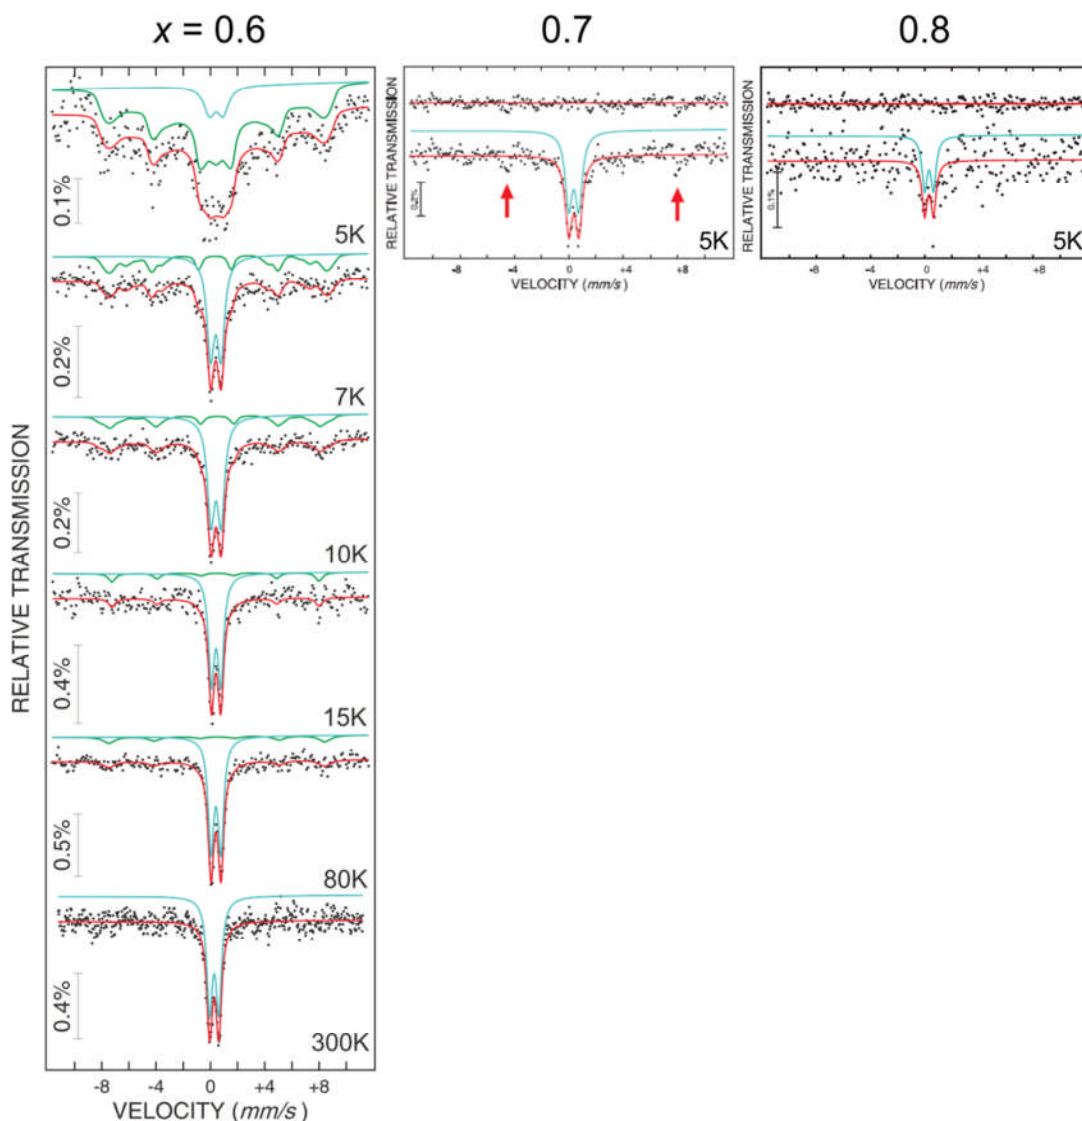 x = 0.6
0.7
0.8
RELATIVE TRANSMISSION
0.1%
5K
0.2%
7K
0.2%
10K
0.4%
15K
0.5%
80K
0.4%
300K
-8 -4 0 +4 +8
VELOCITY (mm/s)
RELATIVE TRANSMISSION
5K
-8 -4 0 +4 +8
VELOCITY (mm/s)
RELATIVE TRANSMISSION
0.1%
5K
-8 -4 0 +4 +8
VELOCITY (mm/s)